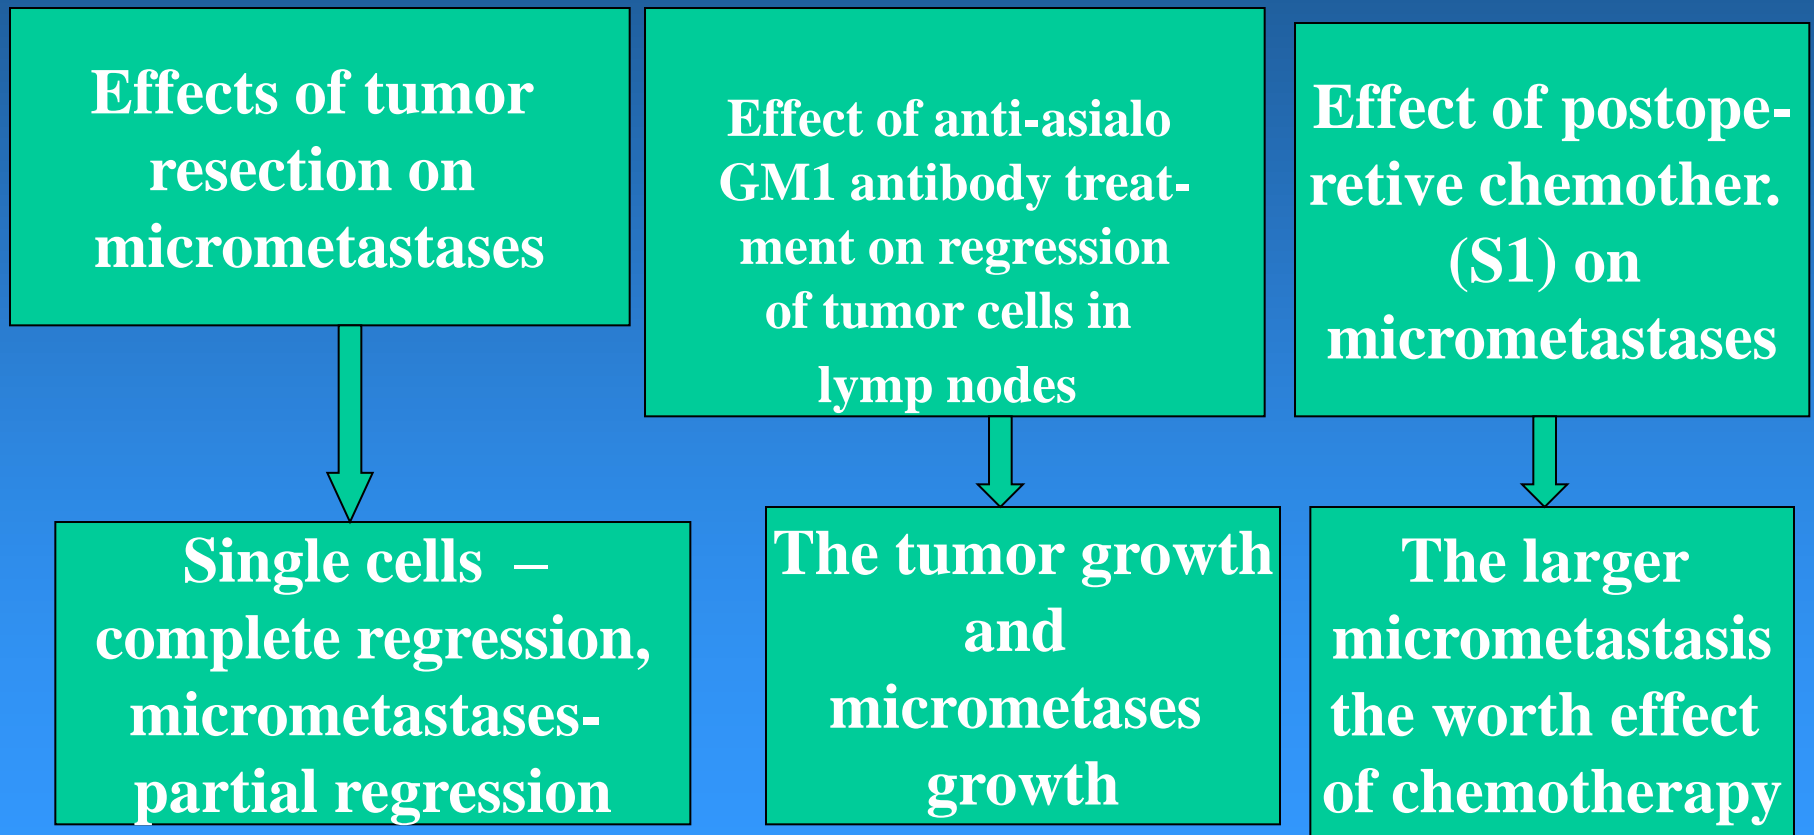 Effects of tumor
resection on
micrometastases
Effect of anti-asialo
GM1 antibody treat-
ment on regression
of tumor cells in
lymp nodes
Effect of postope-
retive chemother.
(S1) on
micrometastases
Single cells –
complete regression,
micrometastases-
partial regression
The tumor growth
and
micrometases
growth
The larger
micrometastasis
the worth effect
of chemotherapy